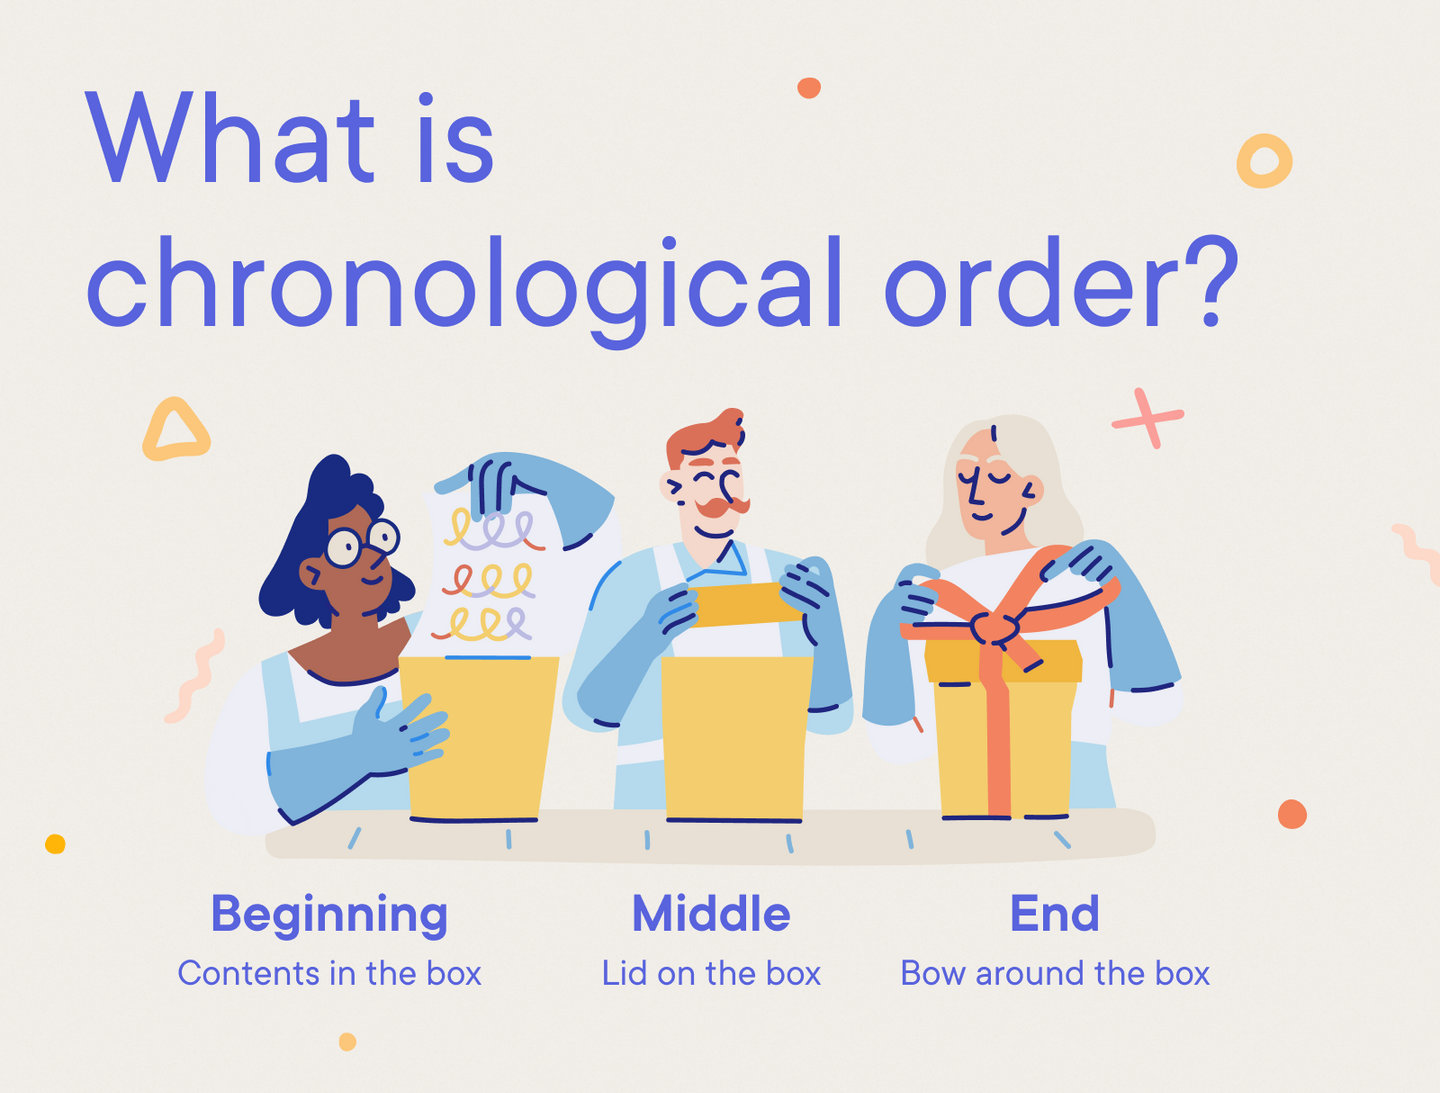 What is
chronological order?
Beginning
Contents in the box
Middle
Lid on the box
End
Bow around the box